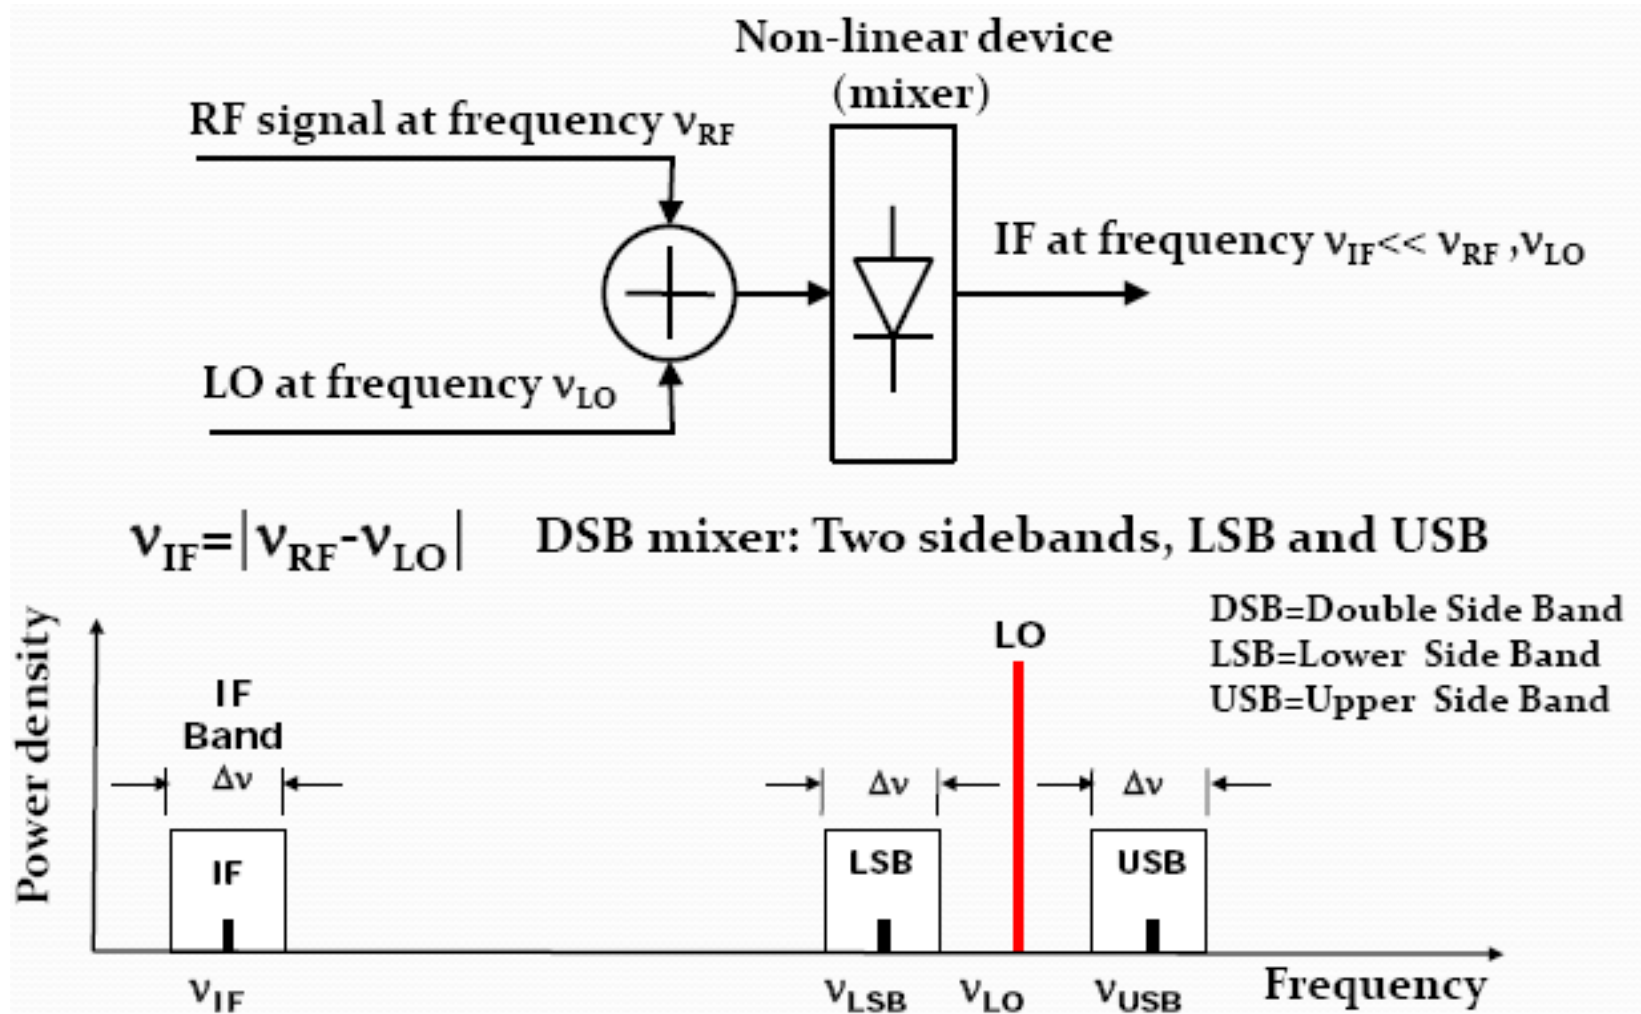 Non-linear device
(mixer)
RF signal at frequency νRF
IF at frequency νIF<< νRF ,νLO
LO at frequency νLO
νIF=|νRF-νLO|
DSB mixer: Two sidebands, LSB and USB
DSB=Double Side Band
LSB=Lower Side Band
USB=Upper Side Band
Power density
LO
IF
Band
Δν
Δν
Δν
IF
LSB
USB
νIF
νLSB
νLO
νUSB
Frequency